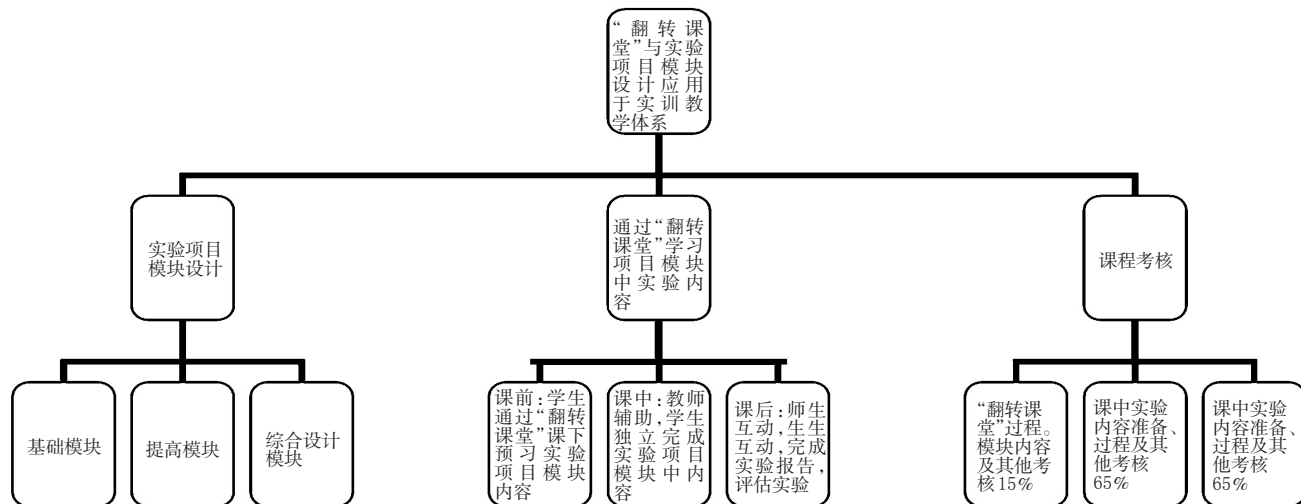 “翻转课
堂”与实验
项目模块
设计应用
于实训教
学体系
实验项目
模块设计
通过“翻转
课堂”学习
项目模块
中实验内
容
课程考核
基础模块
提高模块
综合设计
模块
课前:学生
通过“翻转
课堂”课下
预习实验
项目模块
内容
课中:教师
辅助,学生
独立完成
实验项目
模块中内
容
课后:师生
互动,生生
互动,完成
实验报告,
评估实验
“翻转课
堂”过程。
模块内容
及其他考
核15%
课中实验
内容准备、
过程及其
他考核
65%
课中实验
内容准备、
过程及其
他考核
65%